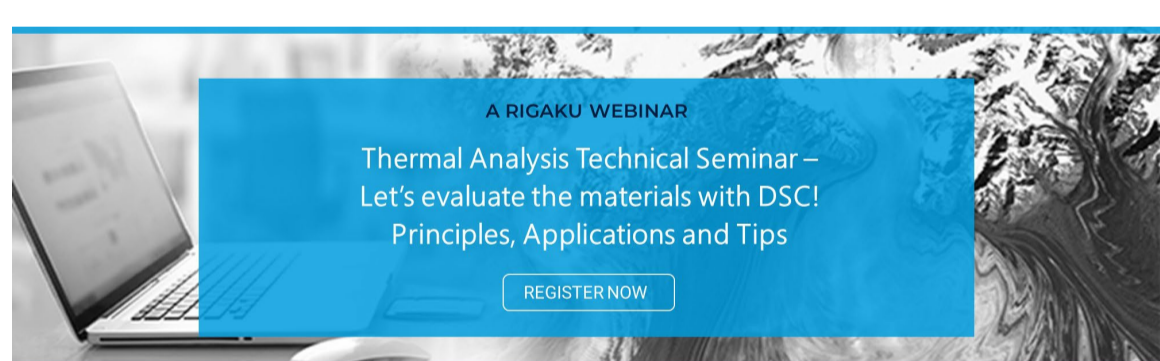 A RIGAKU WEBINAR
Thermal Analysis Technical Seminar –
Let's evaluate the materials with DSC!
Principles, Applications and Tips
REGISTER NOW